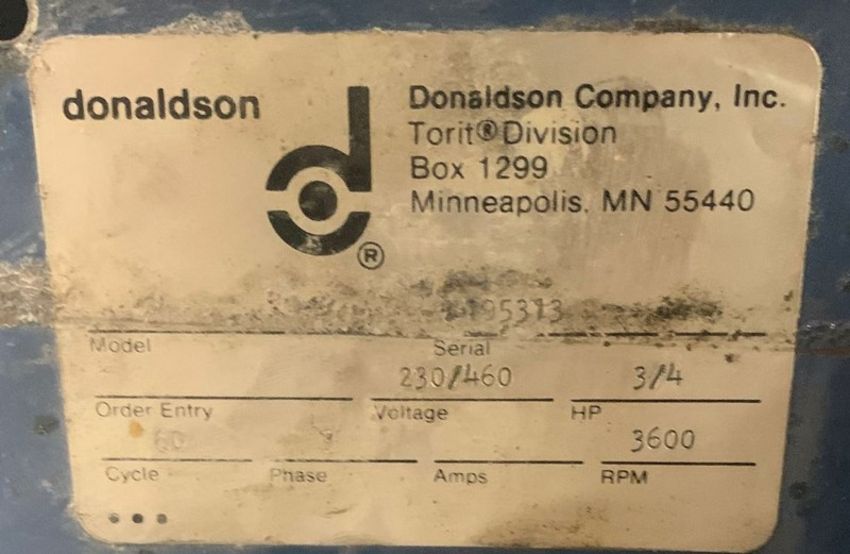 donaldson
Donaldson Company, Inc.
Torit® Division
Box 1299
Minneapolis, MN 55440
®
Model
Serial
230/460 3/4
Order Entry Voltage HP
60 3600
Cycle Phase Amps RPM